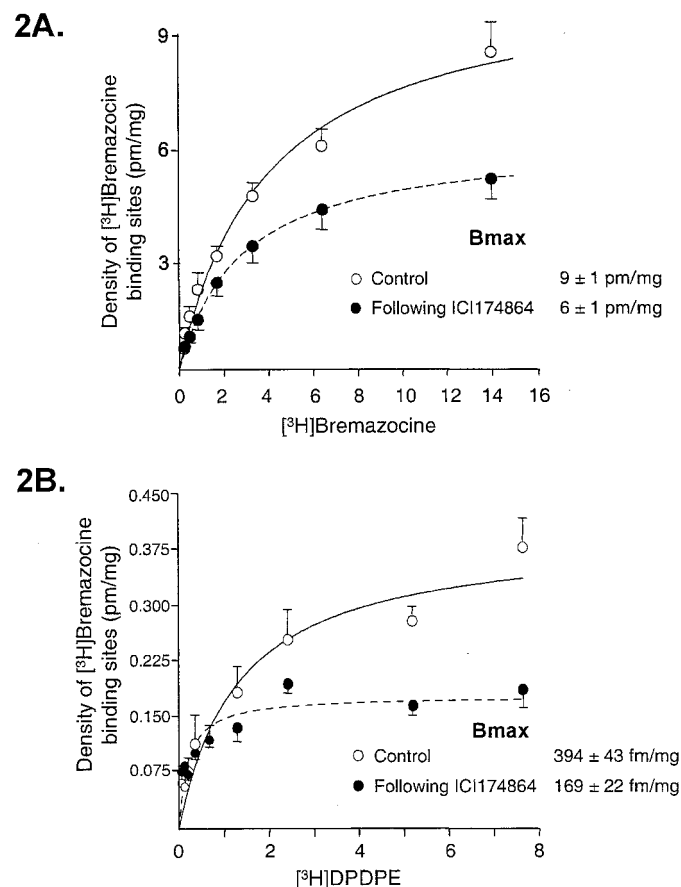 2A.
Density of [³H]Bremazocine
binding sites (pm/mg)
9
6
3
Bmax
Control 9 ± 1 pm/mg
Following ICI174864 6 ± 1 pm/mg
0 2 4 6 8 10 12 14 16
[³H]Bremazocine
2B.
Density of [³H]Bremazocine
binding sites (pm/mg)
0.450
0.375
0.300
0.225
0.150
0.075
Bmax
Control 394 ± 43 fm/mg
Following ICI174864 169 ± 22 fm/mg
0 2 4 6 8
[³H]DPDPE